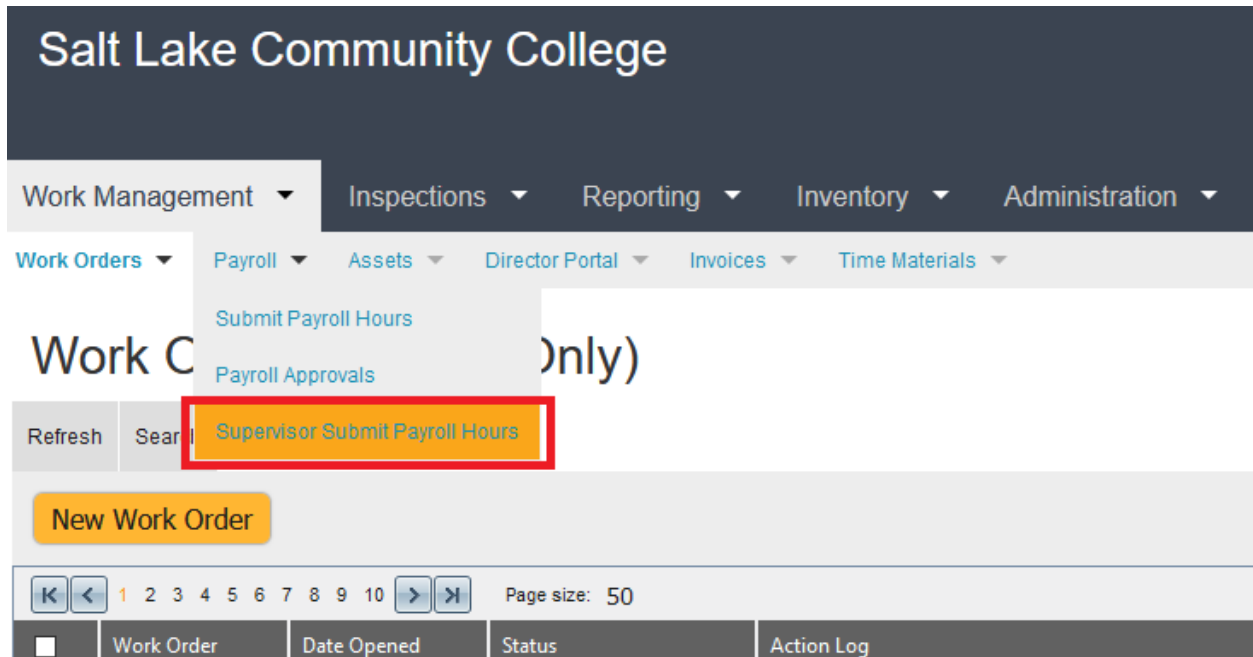 Salt Lake Community College
Work Management Inspections Reporting Inventory Administration
Work Orders Payroll Assets Director Portal Invoices Time Materials
Submit Payroll Hours
Work Only)
Payroll Approvals
Refresh Supervisor Submit Payroll Hours
New Work Order
1 2 3 4 5 6 7 8 9 10 Page size: 50
Work Order Date Opened Status Action Log